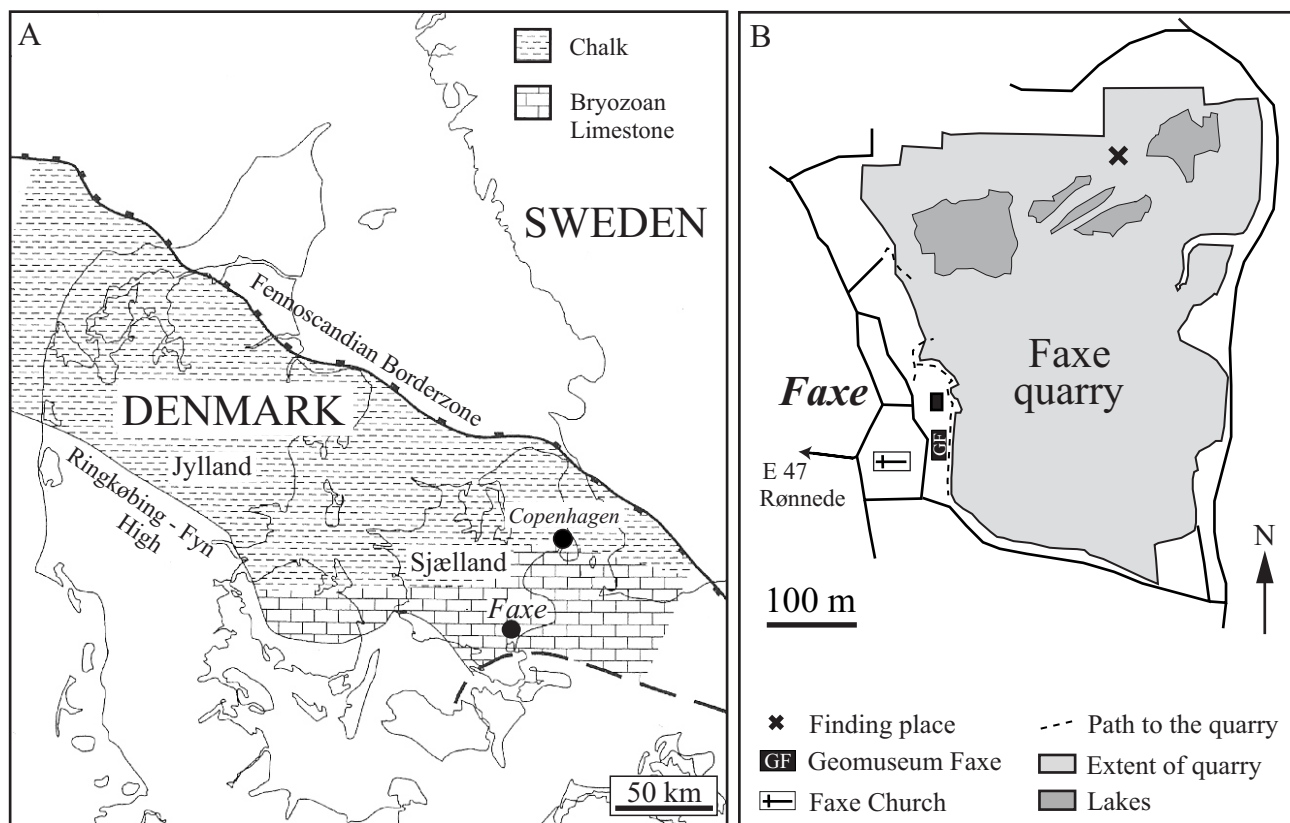 A
Chalk
Bryozoan
Limestone
SWEDEN
Fennoscandian Borderzone
DENMARK
Jylland
Ringkøbing - Fyn
High
Copenhagen
Sjælland
Faxe
50 km
B
Faxe
quarry
Faxe
GF
E 47
Rønnede
N
100 m
Finding place
GF Geomuseum Faxe
Faxe Church
Path to the quarry
Extent of quarry
Lakes